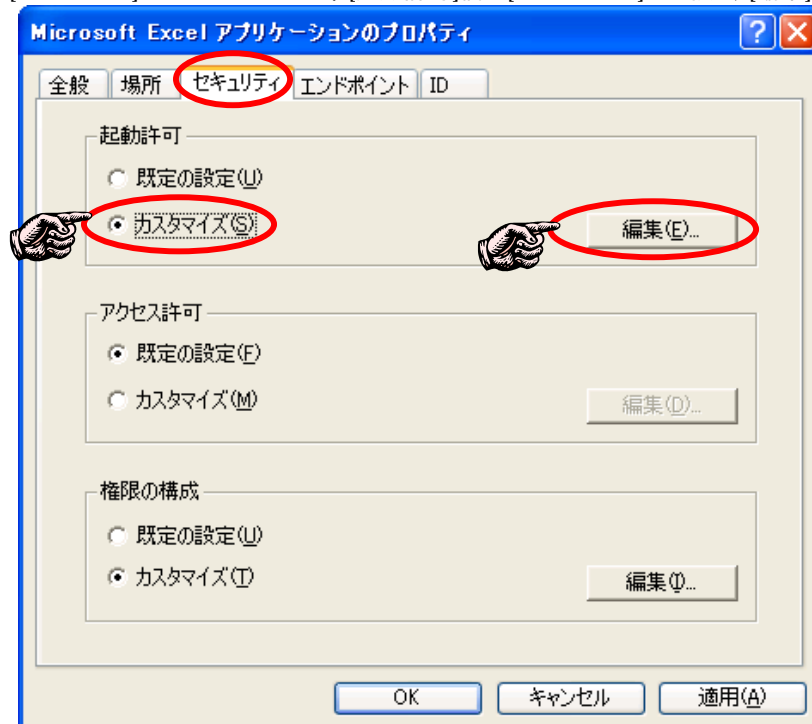 Microsoft Excel アプリケーションのプロパティ
全般 場所 セキュリティ エンドポイント ID
起動許可
既定の設定(U)
カスタマイズ(S)
編集(E)...
アクセス許可
既定の設定(F)
カスタマイズ(M)
編集(D)...
権限の構成
既定の設定(U)
カスタマイズ(T)
編集(I)...
OK キャンセル 適用(A)